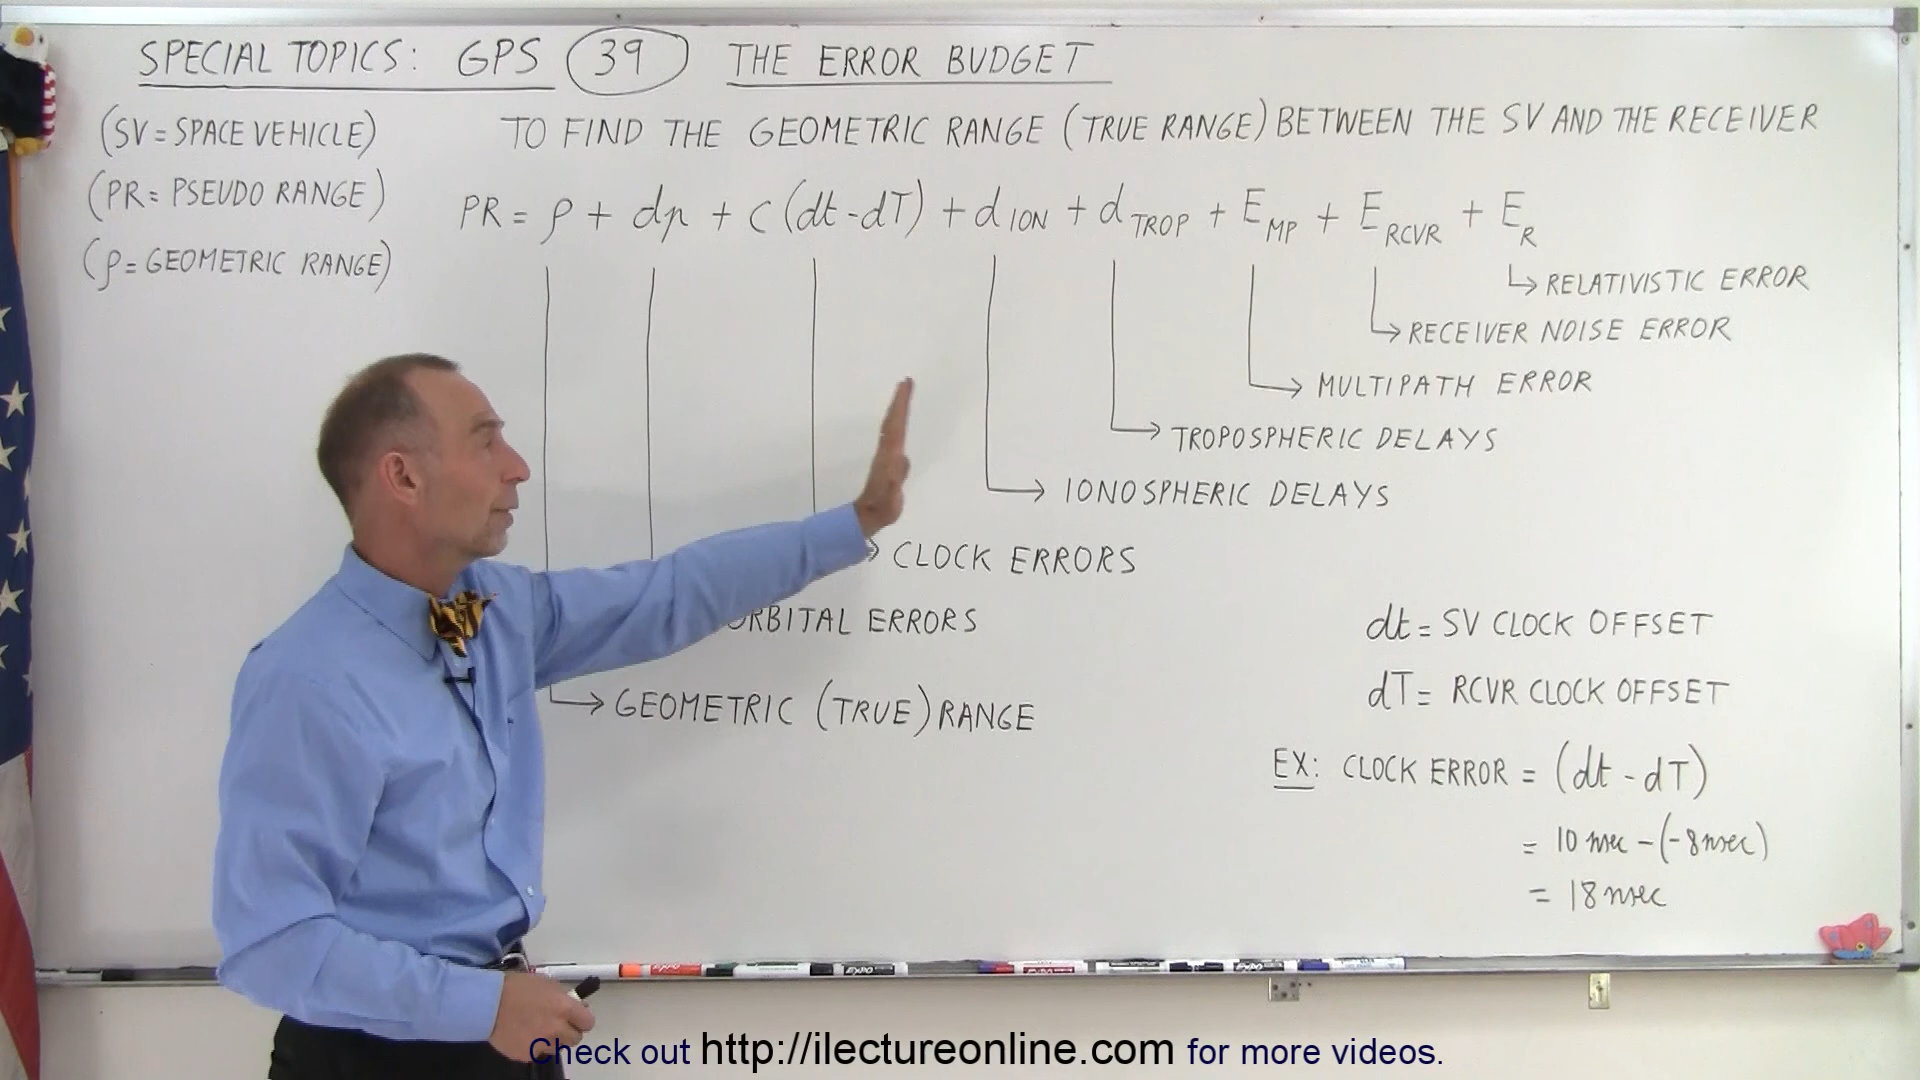 SPECIAL TOPICS: GPS 39 THE ERROR BUDGET
(SV = SPACE VEHICLE)
TO FIND THE GEOMETRIC RANGE (TRUE RANGE) BETWEEN THE SV AND THE RECEIVER
(PR = PSEUDO RANGE)
(ρ = GEOMETRIC RANGE)
PR = ρ + dρ + c (dt - dT) + d ION + d TROP + E MP + E RCVR + E R
RELATIVISTIC ERROR
RECEIVER NOISE ERROR
MULTIPATH ERROR
TROPOSPHERIC DELAYS
IONOSPHERIC DELAYS
CLOCK ERRORS
ORBITAL ERRORS
GEOMETRIC (TRUE) RANGE
dt = SV CLOCK OFFSET
dT = RCVR CLOCK OFFSET
EX: CLOCK ERROR = (dt - dT)
= 10 nsec - (-8 nsec)
= 18 nsec
Check out http://ilectureonline.com for more videos.